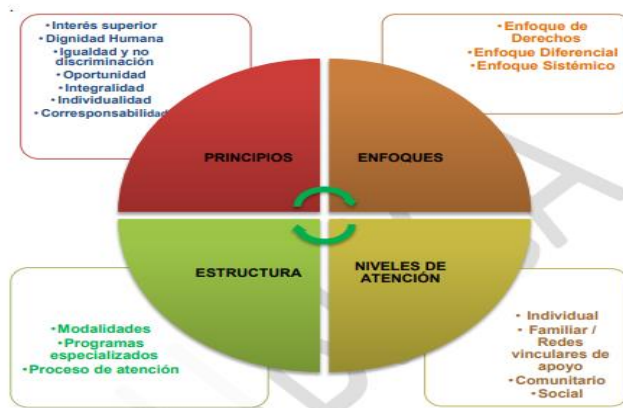 •Interés superior
•Dignidad Humana
•Igualdad y no
discriminación
•Oportunidad
•Integralidad
•Individualidad
•Corresponsabilidad
•Enfoque de
Derechos
•Enfoque Diferencial
•Enfoque Sistémico
PRINCIPIOS
ENFOQUES
ESTRUCTURA
NIVELES DE
ATENCIÓN
•Modalidades
•Programas
especializados
•Proceso de atención
• Individual
• Familiar /
Redes
vinculares de
apoyo
• Comunitario
• Social